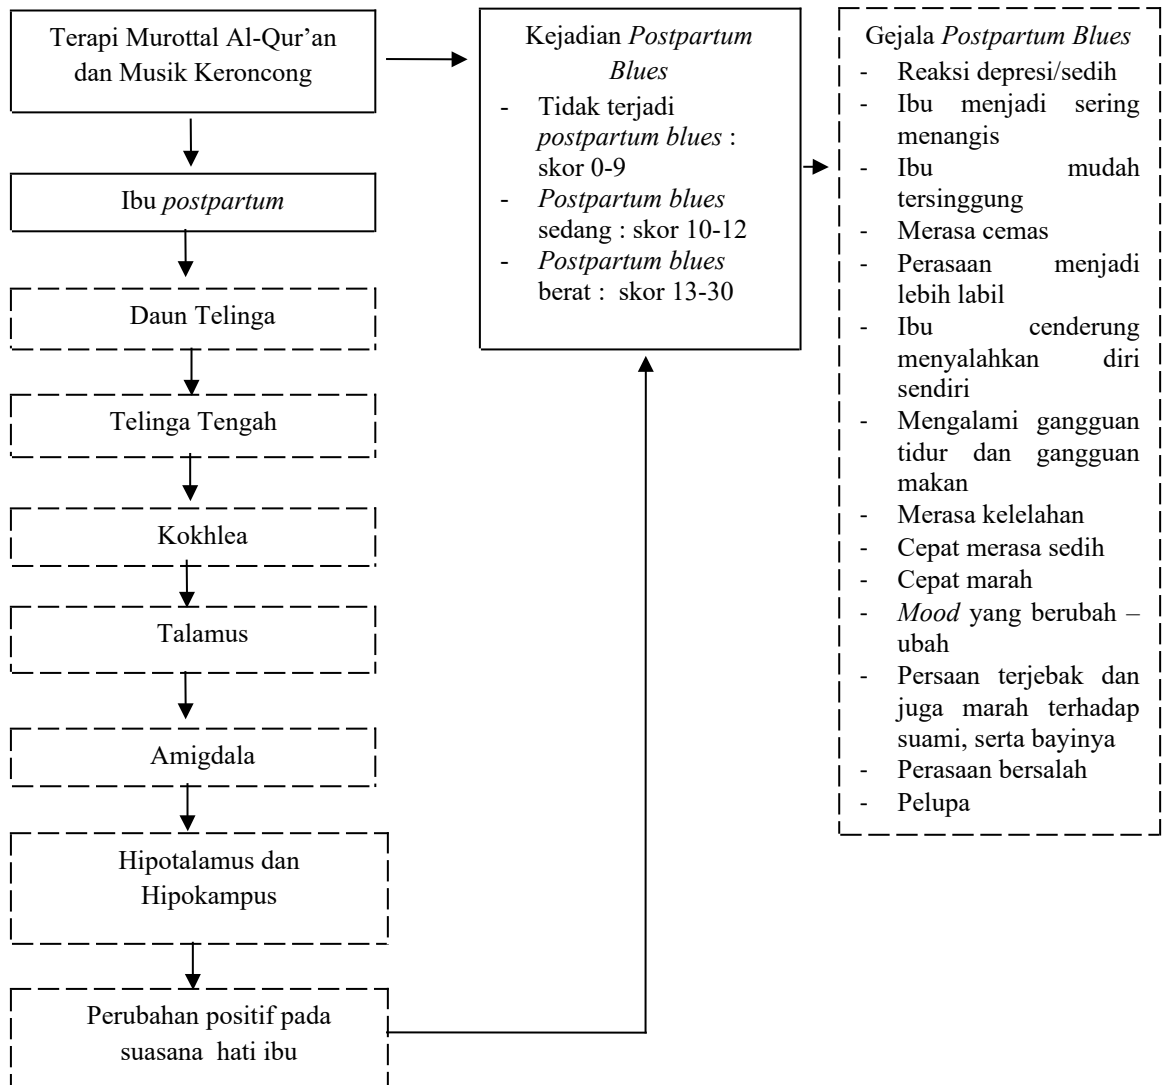 Terapi Murottal Al-Qur’an
dan Musik Keroncong
Ibu postpartum
Daun Telinga
Telinga Tengah
Kokhlea
Talamus
Amigdala
Hipotalamus dan
Hipokampus
Perubahan positif pada
suasana hati ibu
Kejadian Postpartum
Blues
- Tidak terjadi
postpartum blues :
skor 0-9
- Postpartum blues
sedang : skor 10-12
- Postpartum blues
berat : skor 13-30
Gejala Postpartum Blues
- Reaksi depresi/sedih
- Ibu menjadi sering
menangis
- Ibu mudah
tersinggung
- Merasa cemas
- Perasaan menjadi
lebih labil
- Ibu cenderung
menyalahkan diri
sendiri
- Mengalami gangguan
tidur dan gangguan
makan
- Merasa kelelahan
- Cepat merasa sedih
- Cepat marah
- Mood yang berubah –
ubah
- Persaan terjebak dan
juga marah terhadap
suami, serta bayinya
- Perasaan bersalah
- Pelupa